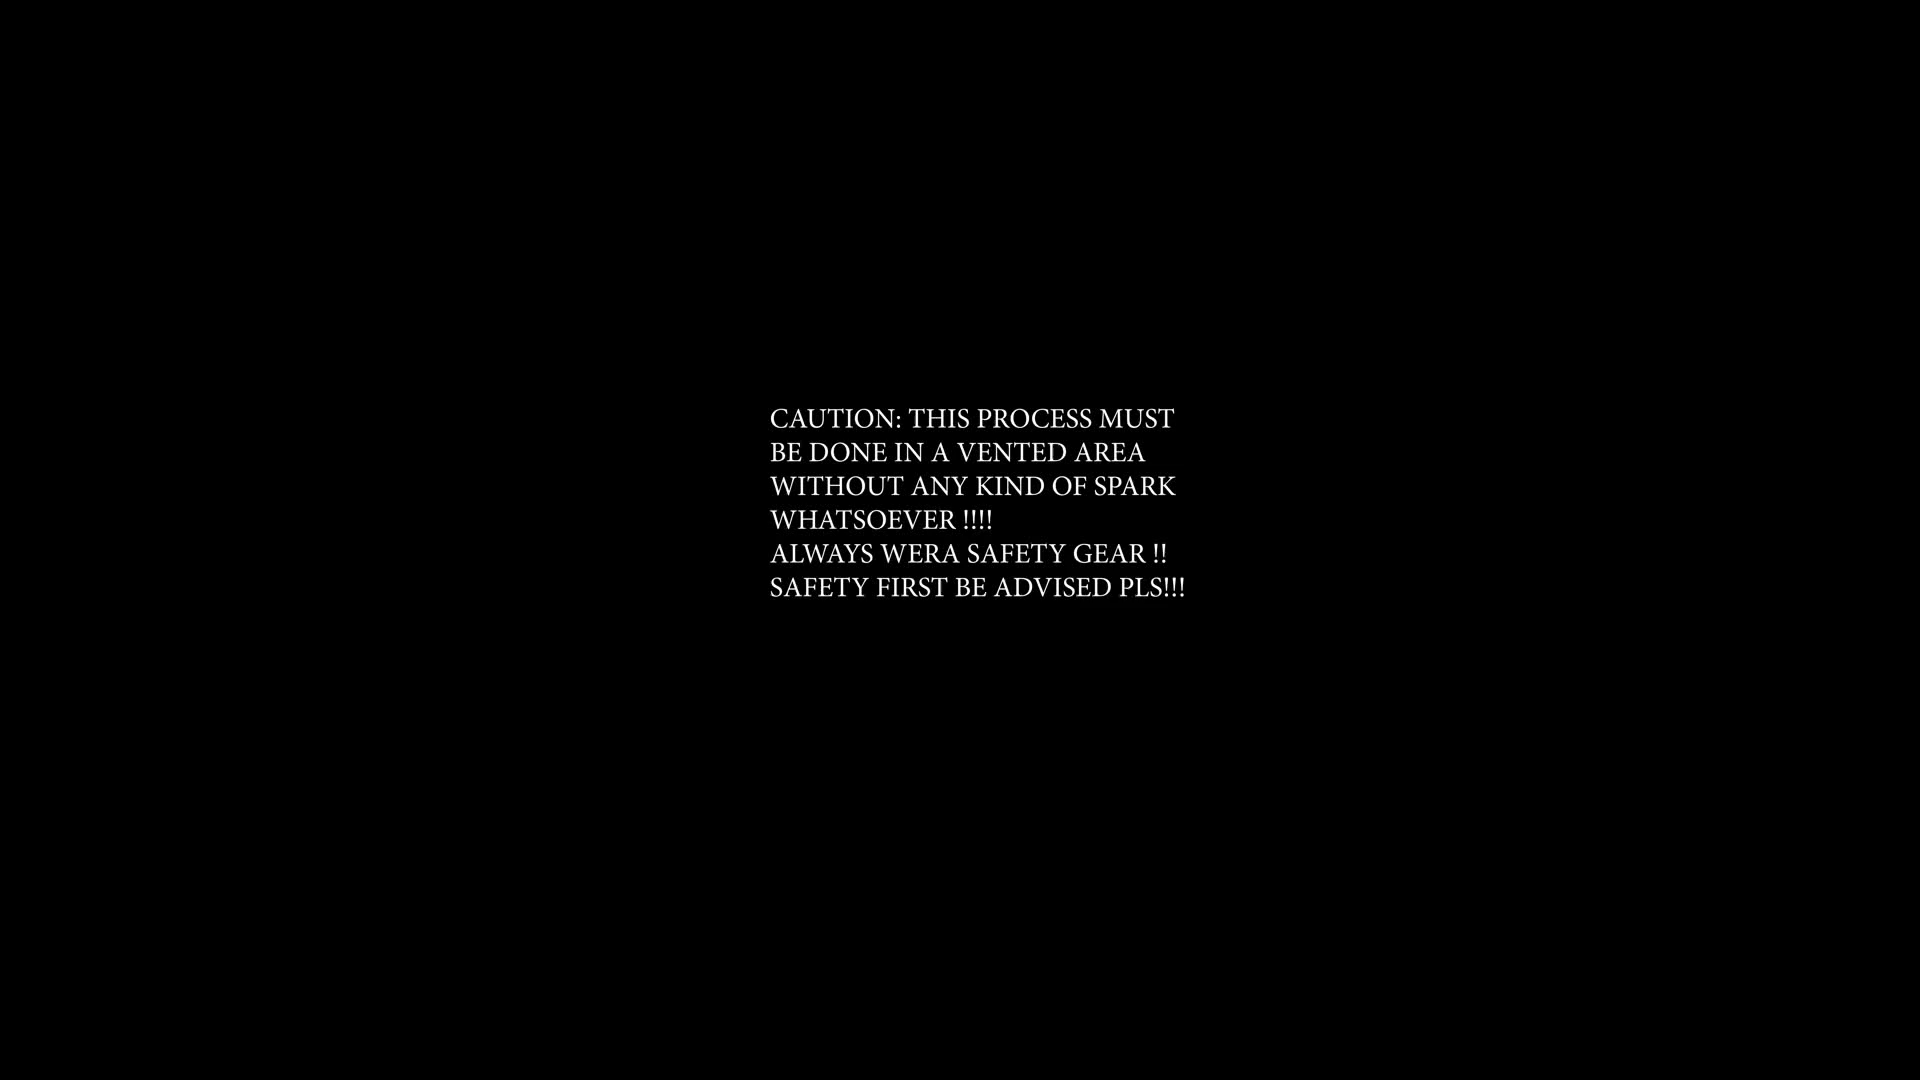 CAUTION: THIS PROCESS MUST
BE DONE IN A VENTED AREA
WITHOUT ANY KIND OF SPARK
WHATSOEVER !!!!
ALWAYS WERA SAFETY GEAR !!
SAFETY FIRST BE ADVISED PLS!!!